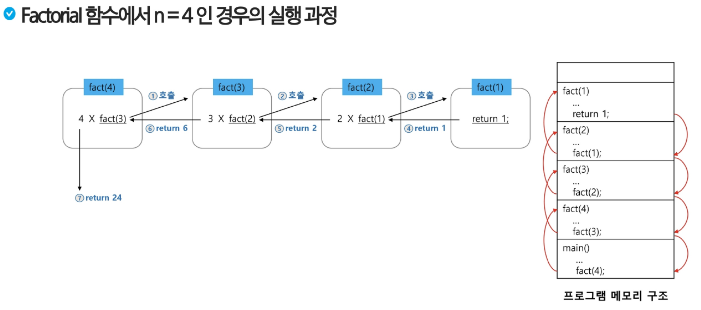 Factorial 함수에서 n = 4 인 경우의 실행 과정
fact(4)
① 호출
fact(3)
② 호출
fact(2)
③ 호출
fact(1)
4 X fact(3)
3 X fact(2)
2 X fact(1)
return 1;
⑥ return 6
⑤ return 2
④ return 1
⑦ return 24
fact(1)
...
return 1;
fact(2)
...
fact(1);
fact(3)
...
fact(2);
fact(4)
...
fact(3);
main()
...
fact(4);
프로그램 메모리 구조